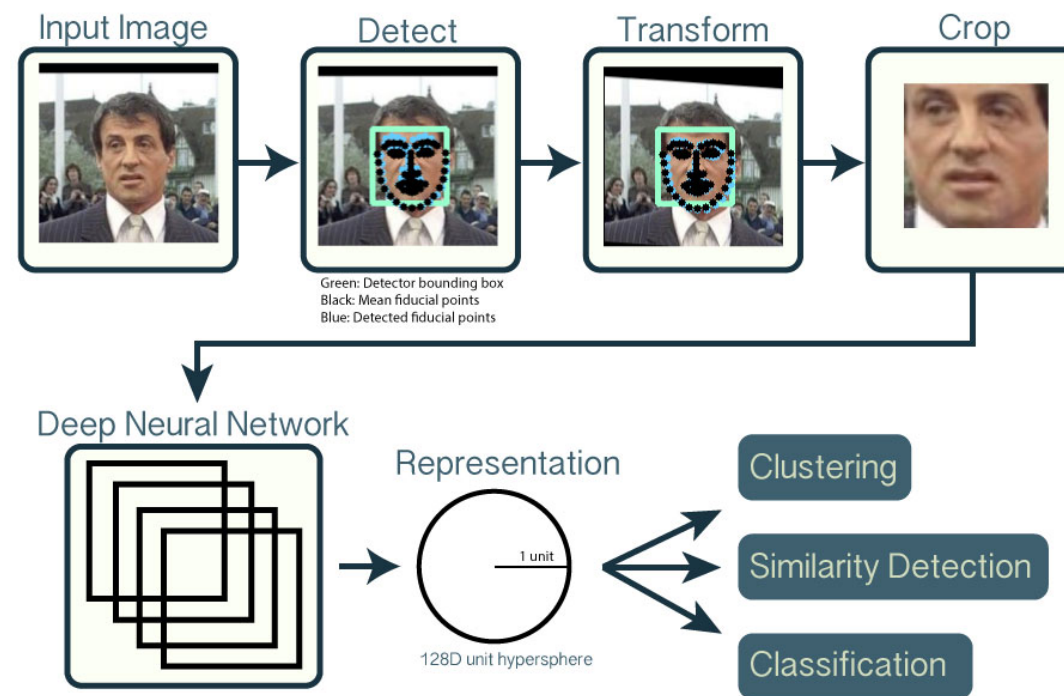 Input Image
Detect
Transform
Crop
Green: Detector bounding box
Black: Mean fiducial points
Blue: Detected fiducial points
Deep Neural Network
Representation
1 unit
128D unit hypersphere
Clustering
Similarity Detection
Classification